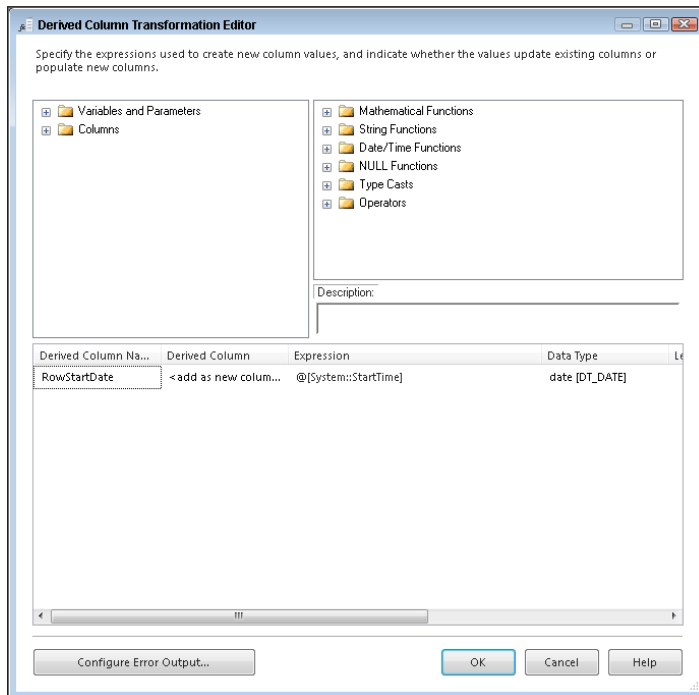 Derived Column Transformation Editor
Specify the expressions used to create new column values, and indicate whether the values update existing columns or
populate new columns.
Variables and Parameters
Columns
Mathematical Functions
String Functions
Date/Time Functions
NULL Functions
Type Casts
Operators
Description:
Derived Column Na... Derived Column Expression Data Type Le
RowStartDate <add as new colum... @[System::StartTime] date [DT_DATE]
Configure Error Output... OK Cancel Help